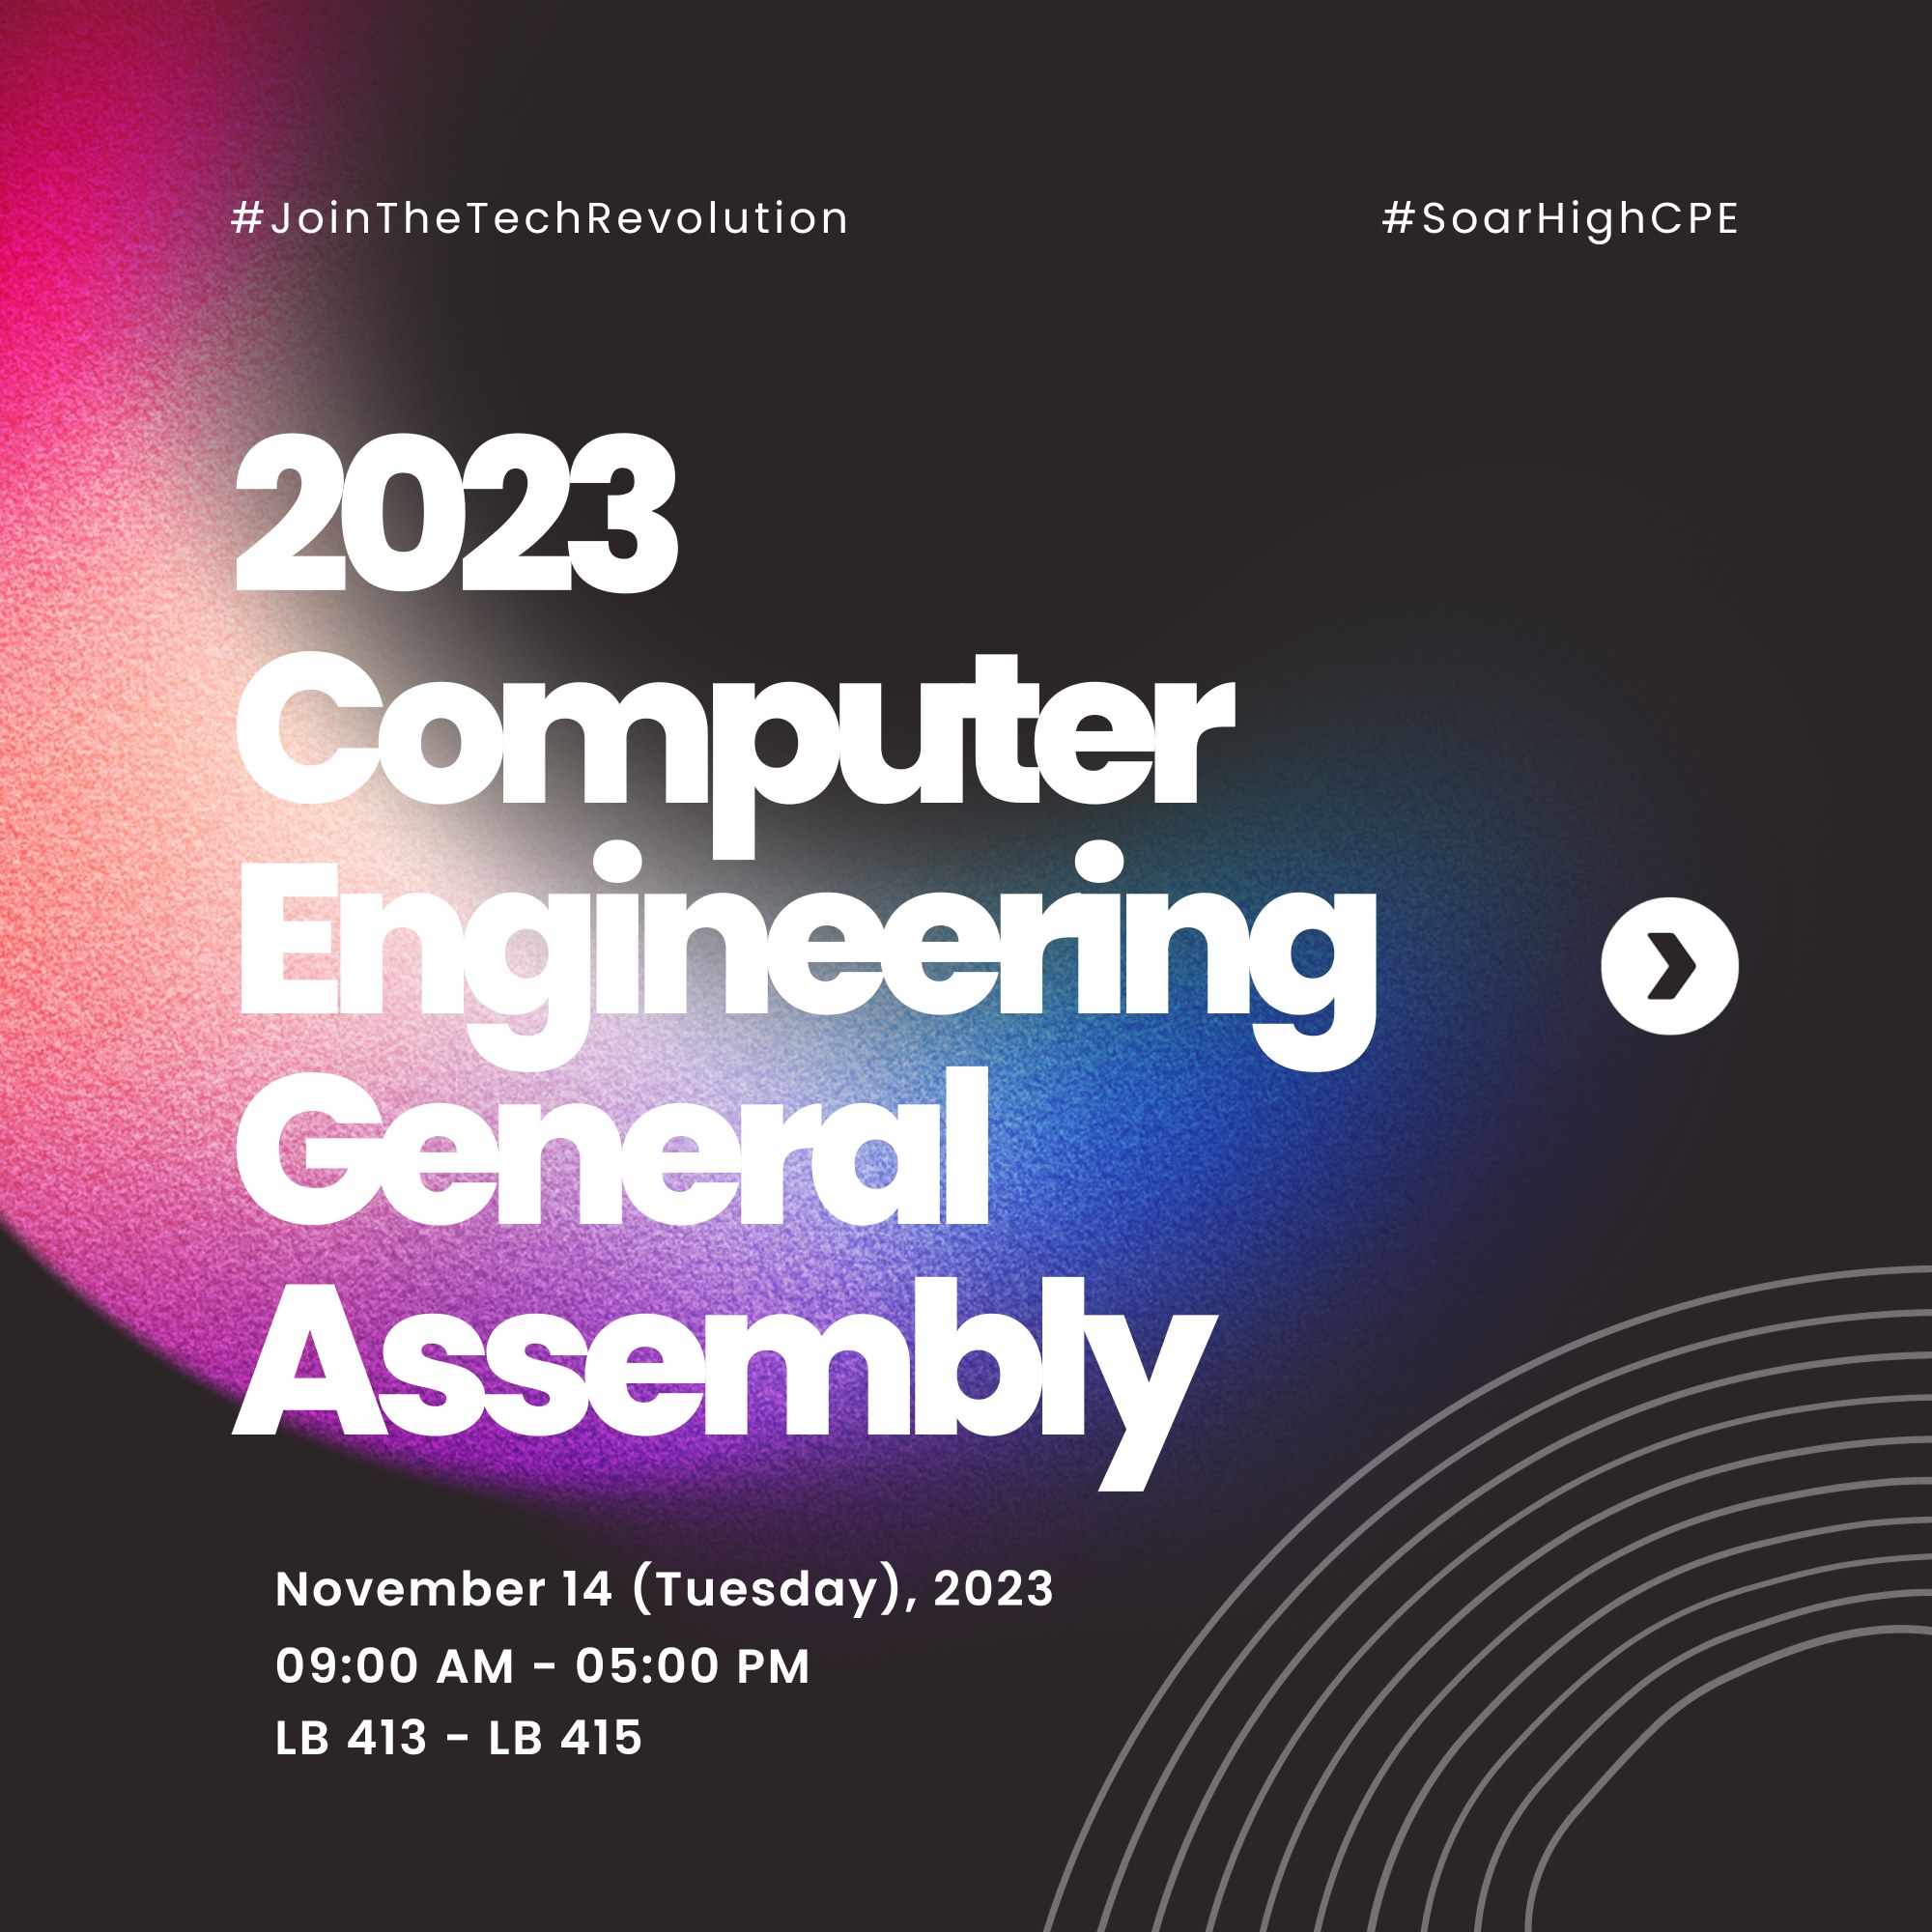 #JoinTheTechRevolution
#SoarHighCPE
2023
Computer
Engineering
General
Assembly
November 14 (Tuesday), 2023
09:00 AM - 05:00 PM
LB 413 - LB 415